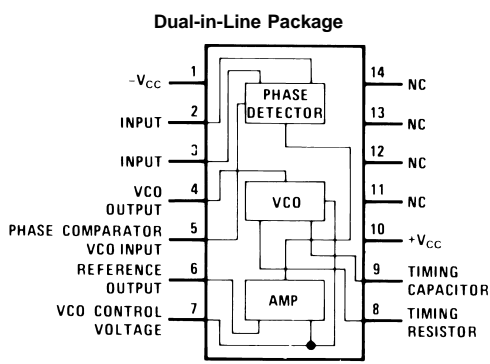 Dual-in-Line Package
1
−VCC
2
INPUT
3
INPUT
4
VCO
OUTPUT
5
PHASE COMPARATOR
VCO INPUT
6
REFERENCE
OUTPUT
7
VCO CONTROL
VOLTAGE
PHASE
DETECTOR
VCO
AMP
14
NC
13
NC
12
NC
11
NC
10
+VCC
9
TIMING
CAPACITOR
8
TIMING
RESISTOR